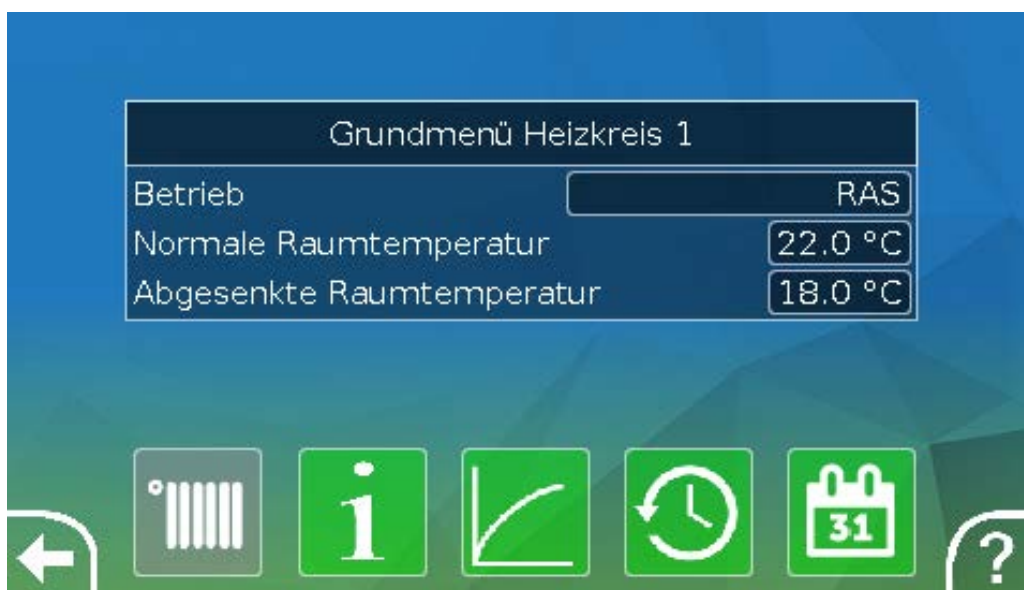 Grundmenü Heizkreis 1
Betrieb RAS
Normale Raumtemperatur 22.0 °C
Abgesenkte Raumtemperatur 18.0 °C
i
31
?